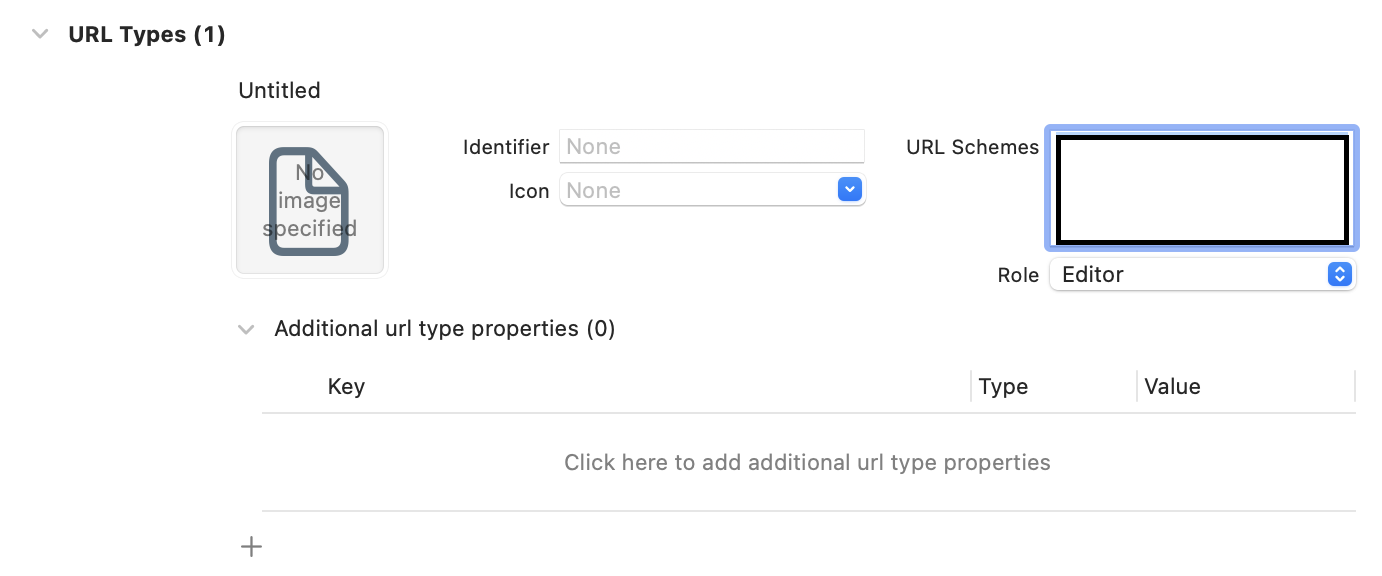 URL Types (1)
Untitled
No
image
specified
Identifier None
Icon None
URL Schemes
Role Editor
Additional url type properties (0)
Key Type Value
Click here to add additional url type properties